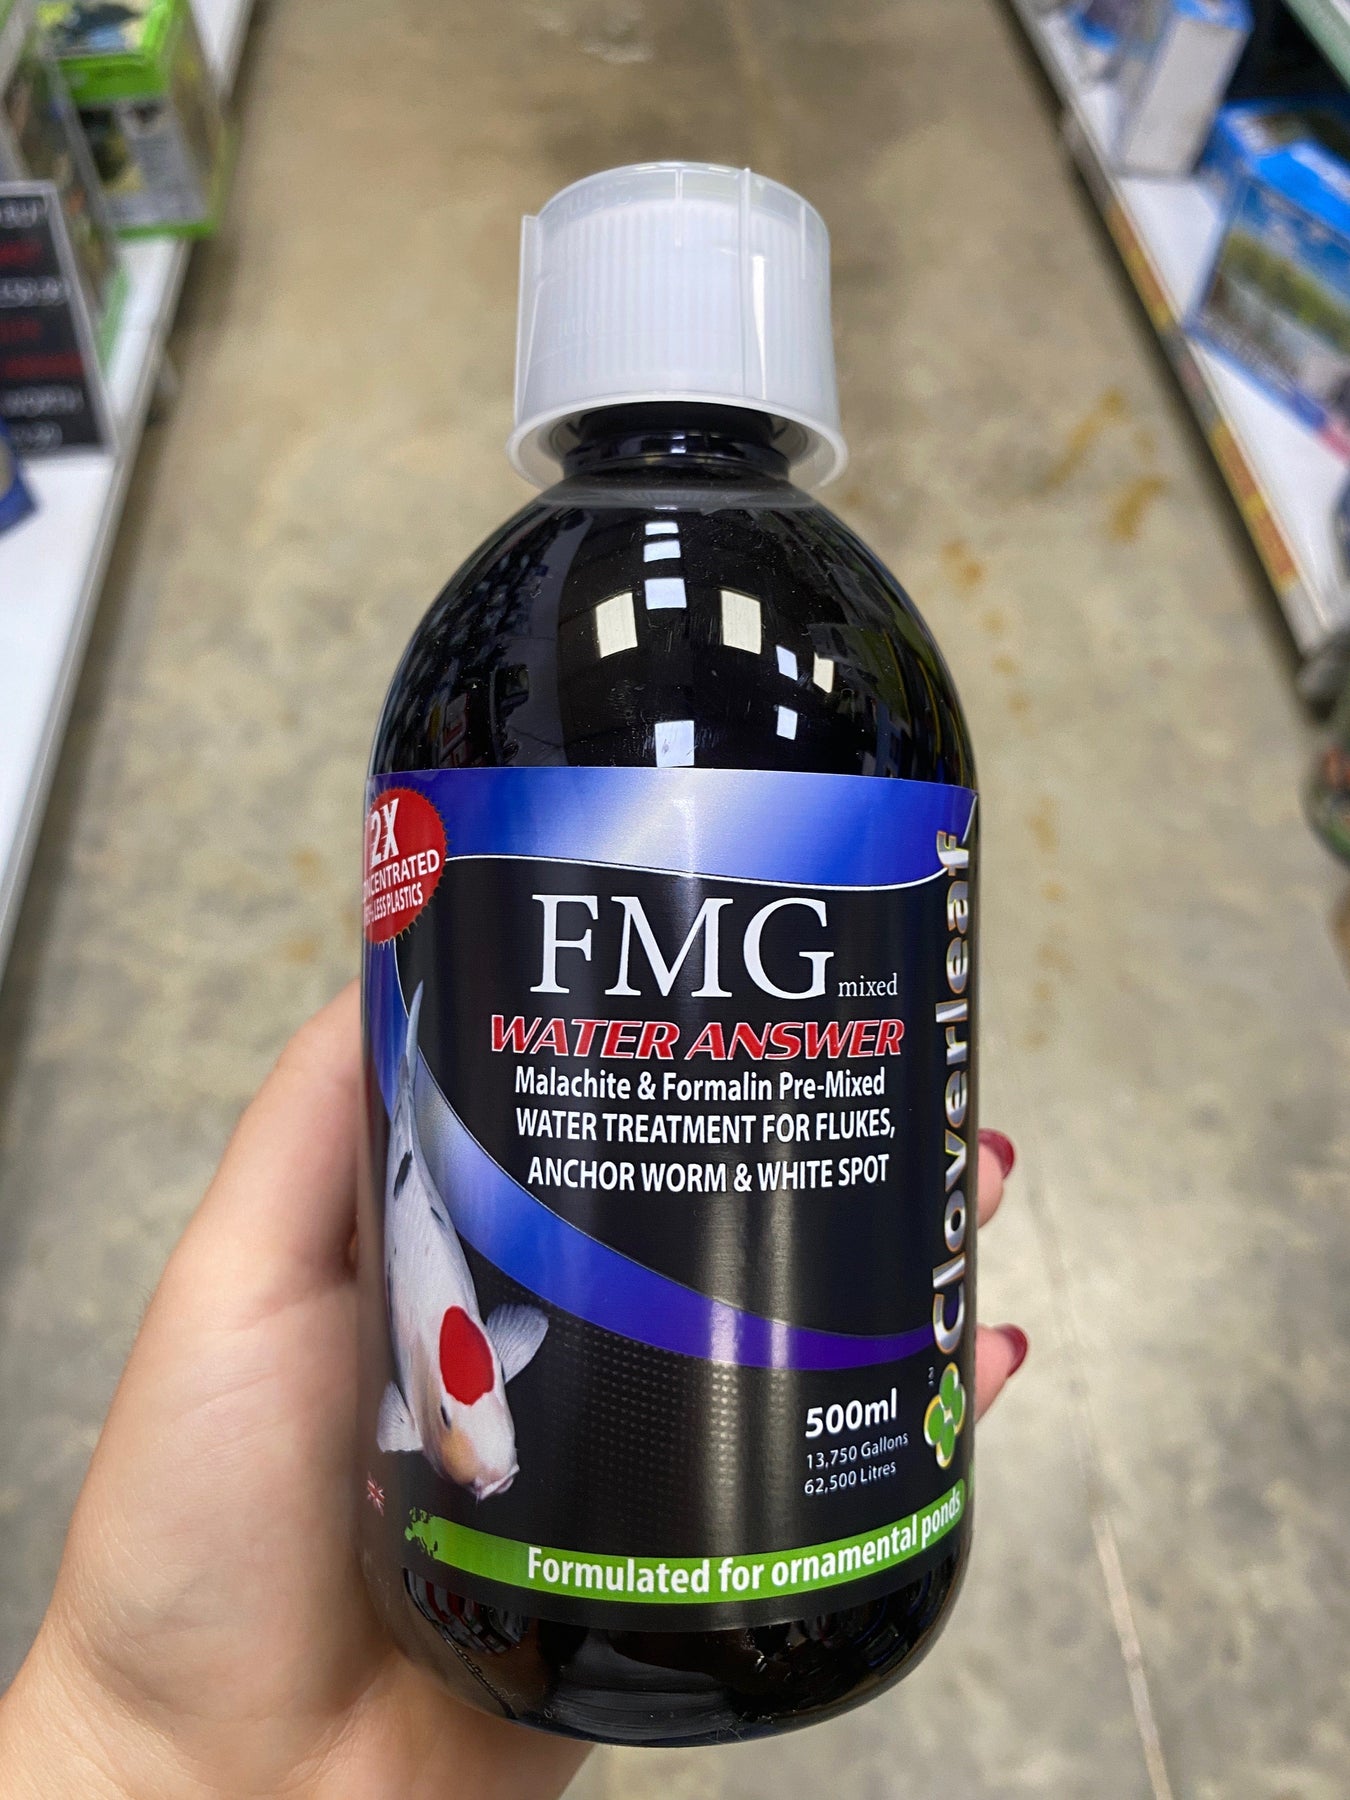 2X
CONCENTRATED
LESS PLASTICS
FMG mixed
WATER ANSWER
Malachite & Formalin Pre-Mixed
WATER TREATMENT FOR FLUKES,
ANCHOR WORM & WHITE SPOT
Cloverleaf
500ml
13,750 Gallons
62,500 Litres
Formulated for ornamental ponds